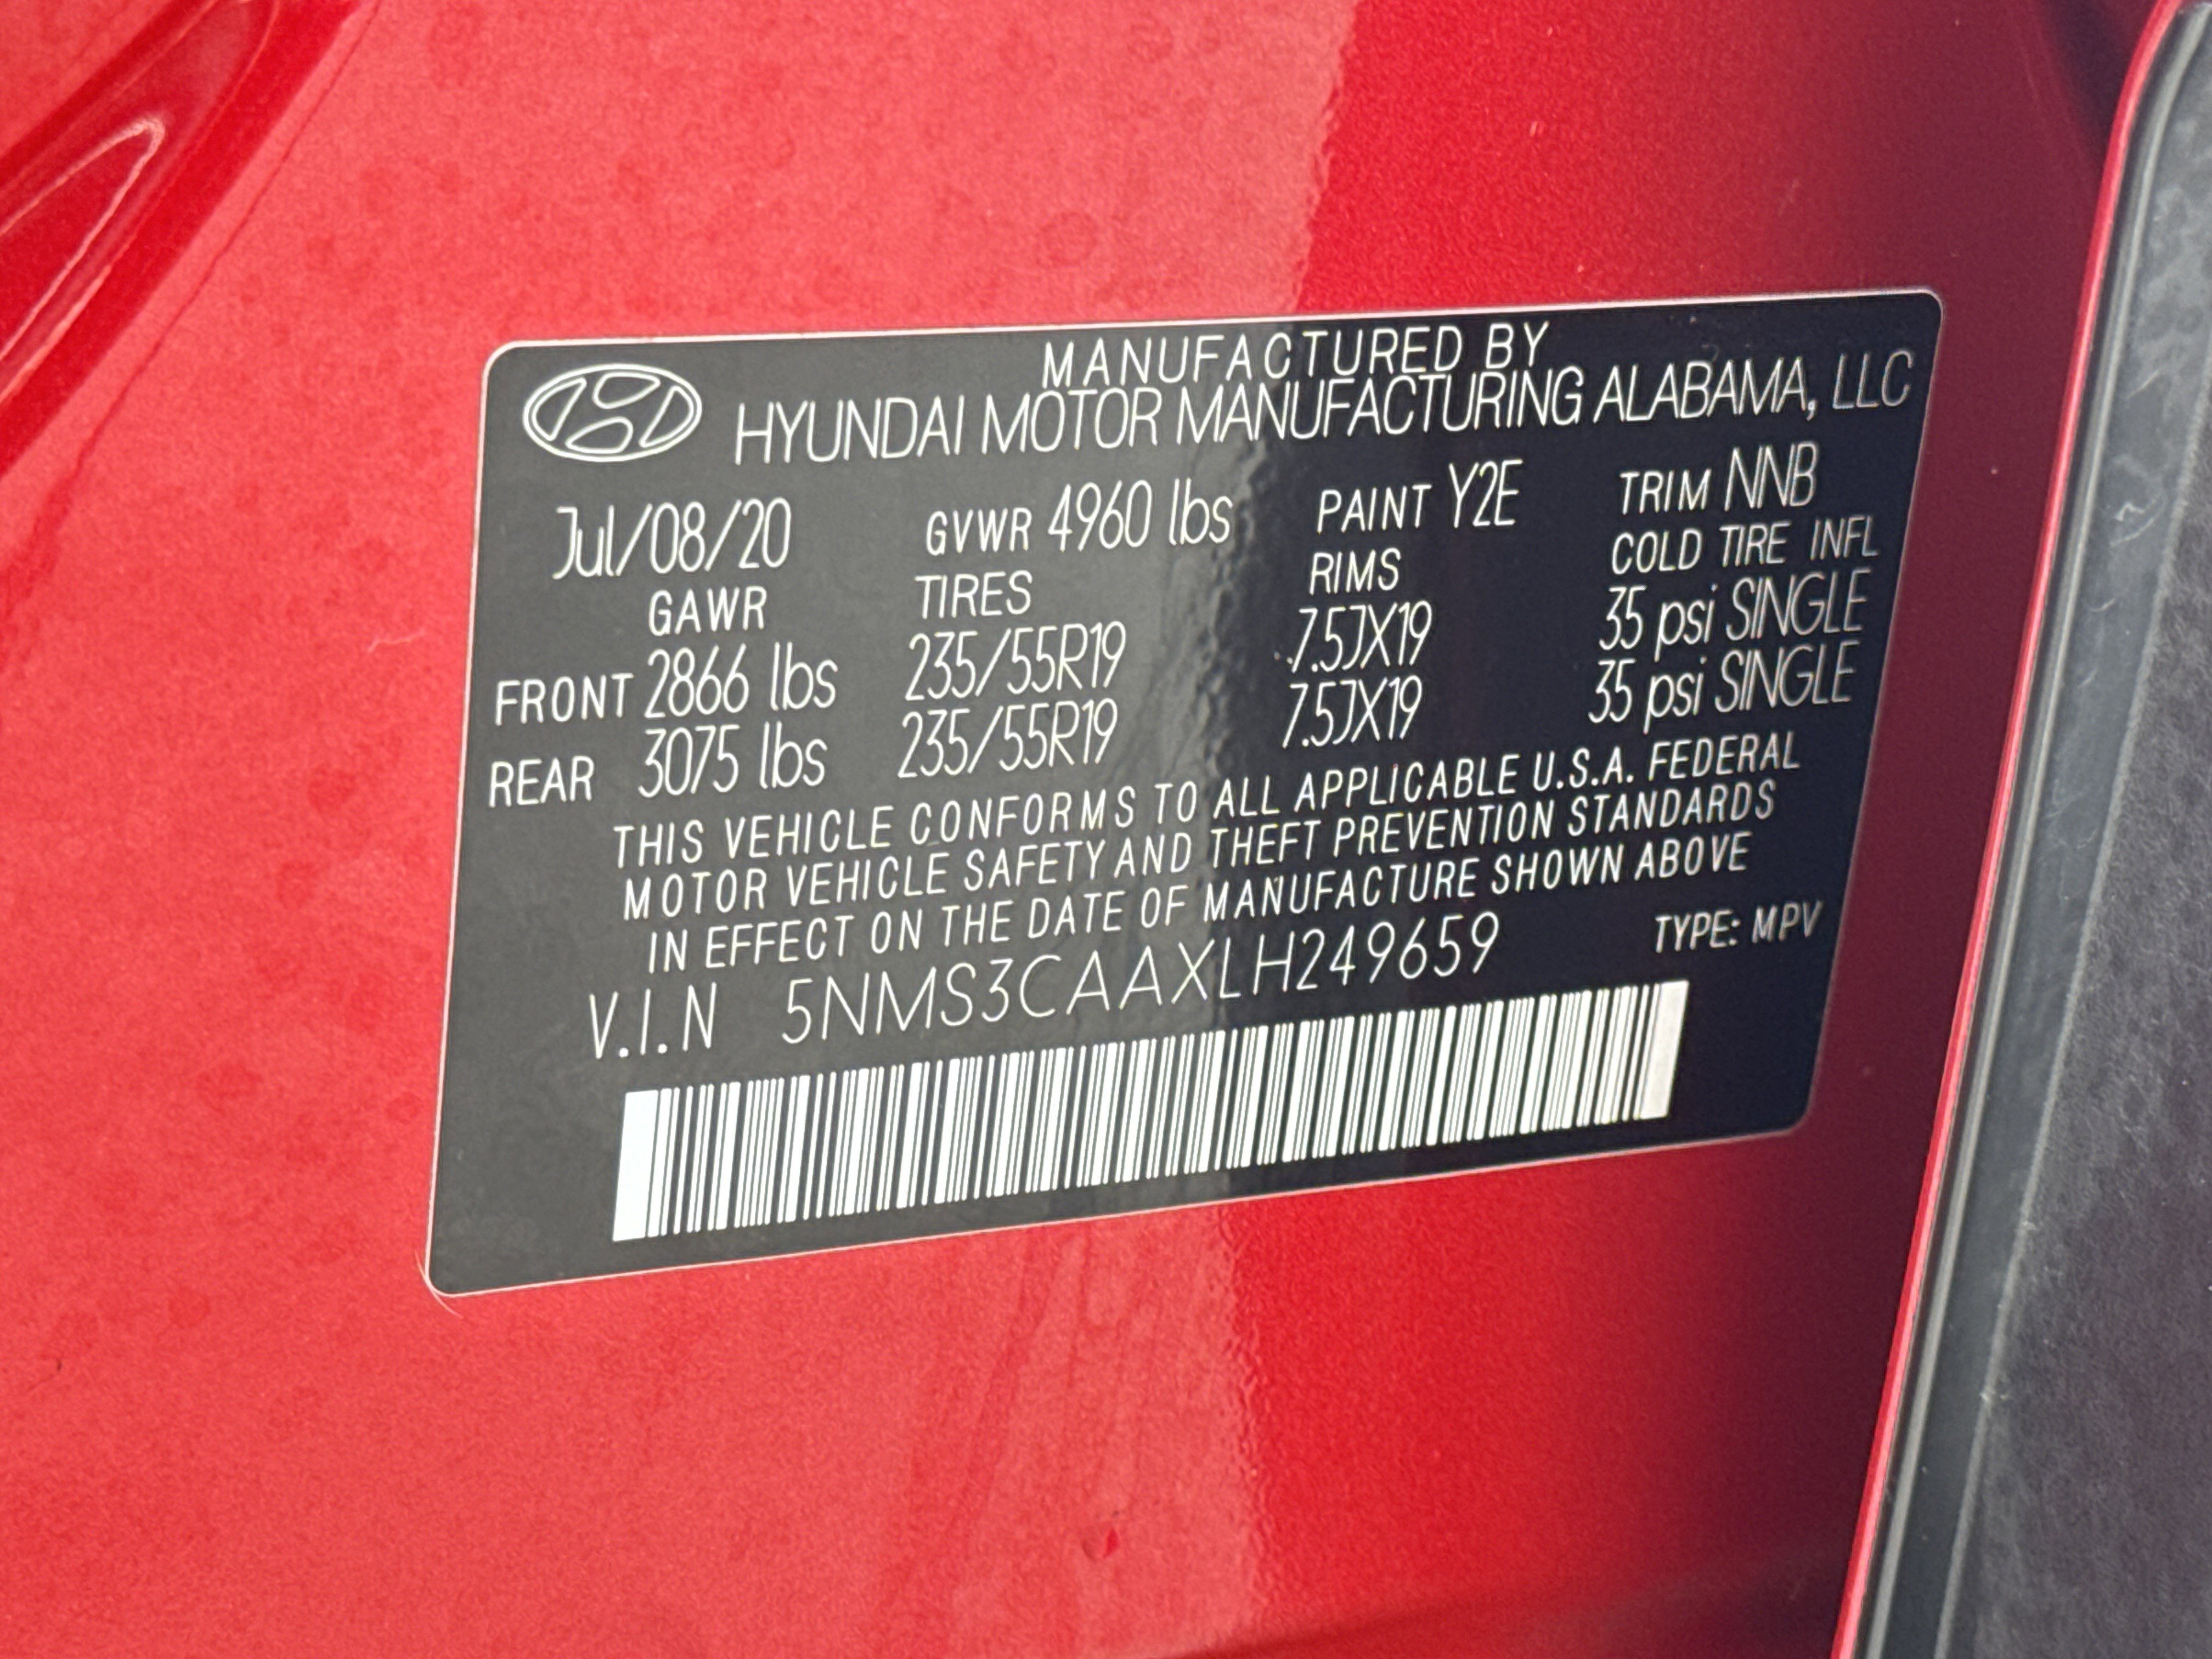 MANUFACTURED BY
HYUNDAI MOTOR MANUFACTURING ALABAMA, LLC
Jul/08/20 GVWR 4960 lbs PAINT Y2E TRIM NNB
GAWR TIRES RIMS COLD TIRE INFL
FRONT 2866 lbs 235/55R19 7.5JX19 35 psi SINGLE
REAR 3075 lbs 235/55R19 7.5JX19 35 psi SINGLE
THIS VEHICLE CONFORMS TO ALL APPLICABLE U.S.A. FEDERAL
MOTOR VEHICLE SAFETY AND THEFT PREVENTION STANDARDS
IN EFFECT ON THE DATE OF MANUFACTURE SHOWN ABOVE
V.I.N 5NMS3CAAXLH249659 TYPE: MPV